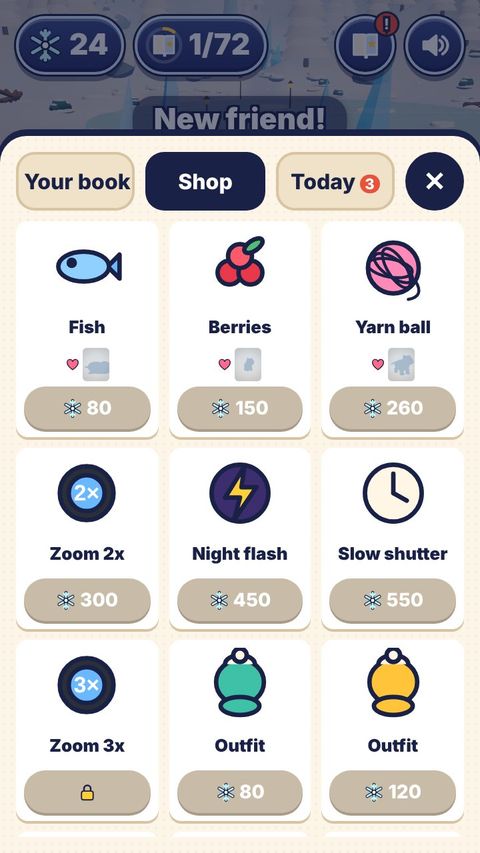 24
1/72
!
New friend!
Your book
Shop
Today 3
×
Fish
Berries
Yarn ball
80
150
260
2×
Zoom 2x
Night flash
Slow shutter
300
450
550
3×
Zoom 3x
Outfit
Outfit
80
120